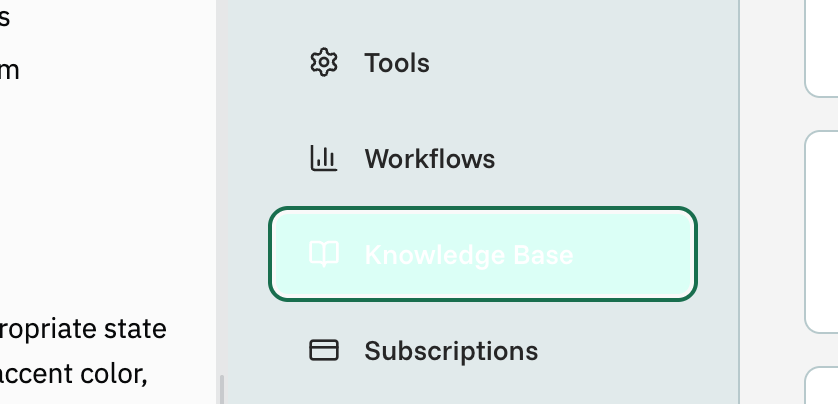 s
m
ropriate state
accent color,
Tools
Workflows
Knowledge Base
Subscriptions